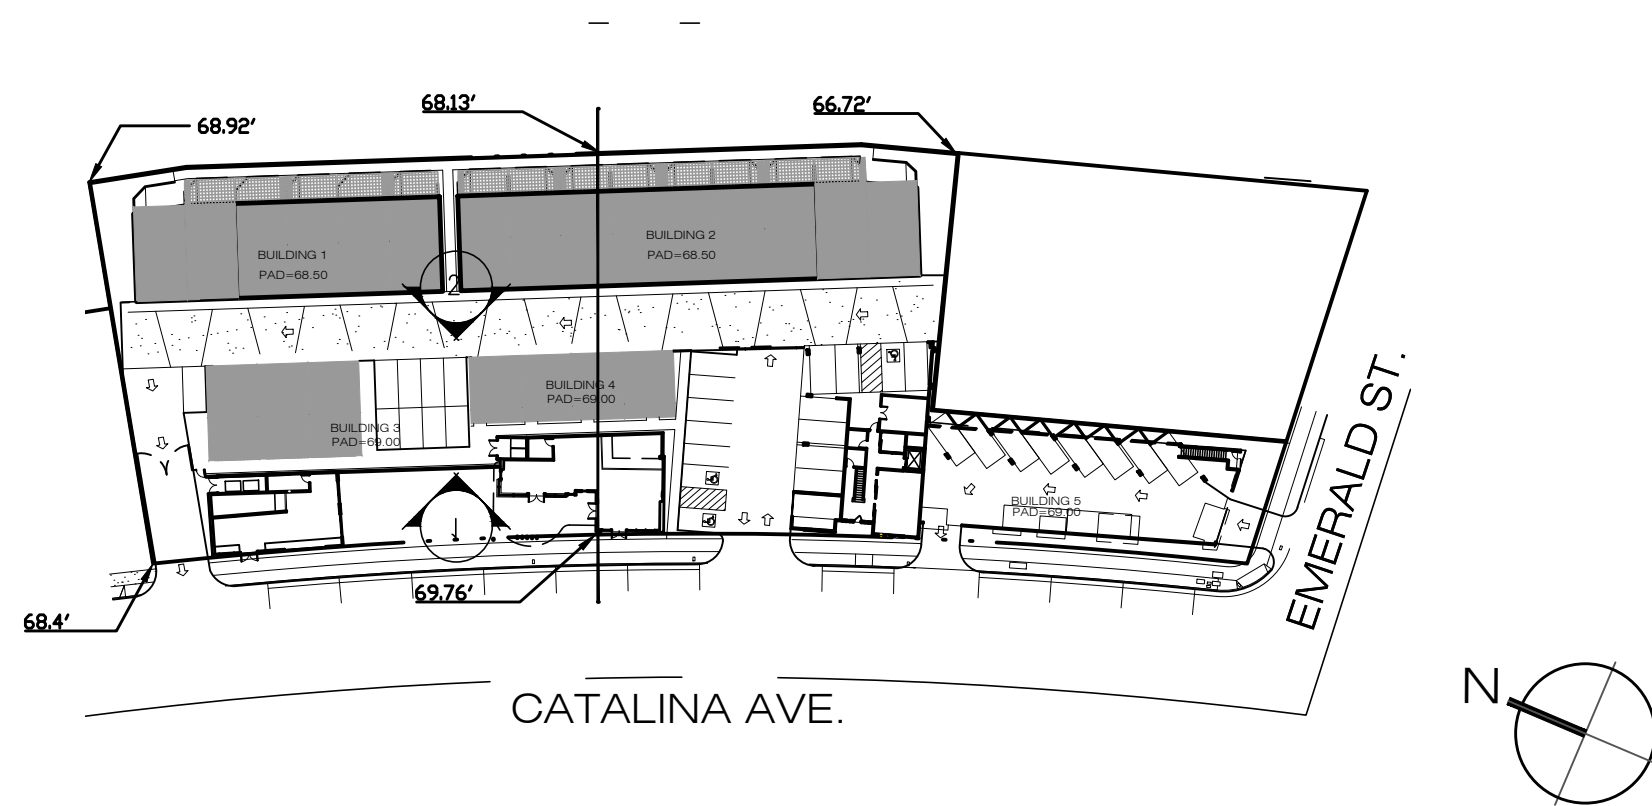 68.13’
66.72’
68.92’
BUILDING 1
PAD=68.50
BUILDING 2
PAD=68.50
2
BUILDING 4
PAD=69.00
BUILDING 3
PAD=69.00
BUILDING 5
PAD=69.00
1
69.76’
68.4’
EMERALD ST.
CATALINA AVE.
N